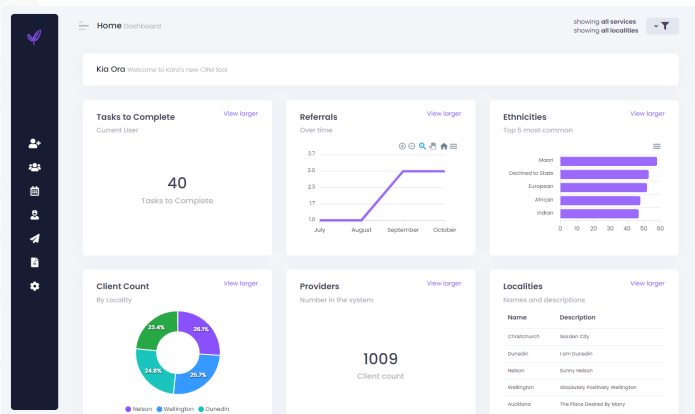 Home Dashboard
showing all services
showing all localities
Kia Ora Welcome to Koro's new CRM tool
Tasks to Complete View larger
Current User
40
Tasks to Complete
Referrals View larger
Over time
3.7
3.0
2.3
1.7
1.0
July August September October
Ethnicities View larger
Top 5 most common
Maori
Declined to State
European
African
Indian
0 10 20 30 40 50 60
Client Count View larger
By Locality
23.4% 26.1%
24.8% 25.7%
Nelson Wellington Dunedin
Providers View larger
Number in the system
1009
Client count
Localities View larger
Names and descriptions
Name Description
Christchurch Garden City
Dunedin I am Dunedin
Nelson Sunny Nelson
Wellington Absolutely Positively Wellington
Auckland The Place Desired By Many